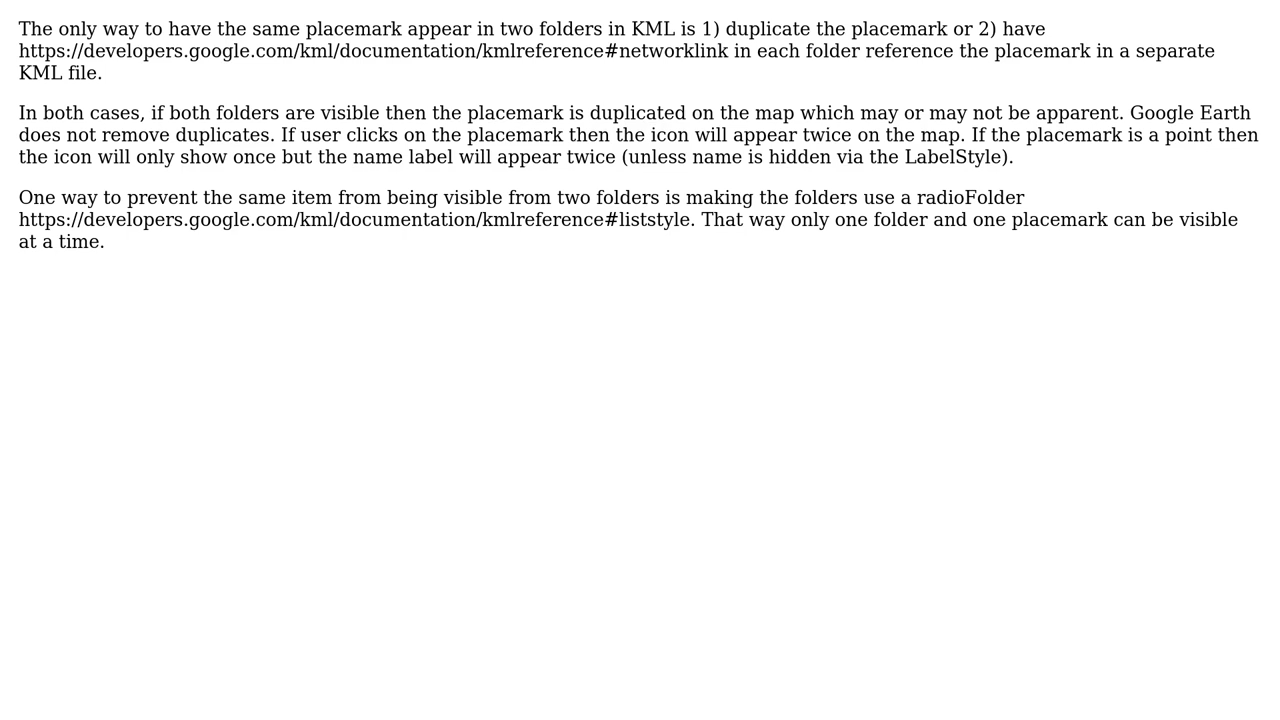 The only way to have the same placemark appear in two folders in KML is 1) duplicate the placemark or 2) have
https://developers.google.com/kml/documentation/kmlreference#networklink in each folder reference the placemark in a separate
KML file.
In both cases, if both folders are visible then the placemark is duplicated on the map which may or may not be apparent. Google Earth
does not remove duplicates. If user clicks on the placemark then the icon will appear twice on the map. If the placemark is a point then
the icon will only show once but the name label will appear twice (unless name is hidden via the LabelStyle).
One way to prevent the same item from being visible from two folders is making the folders use a radioFolder
https://developers.google.com/kml/documentation/kmlreference#liststyle. That way only one folder and one placemark can be visible
at a time.